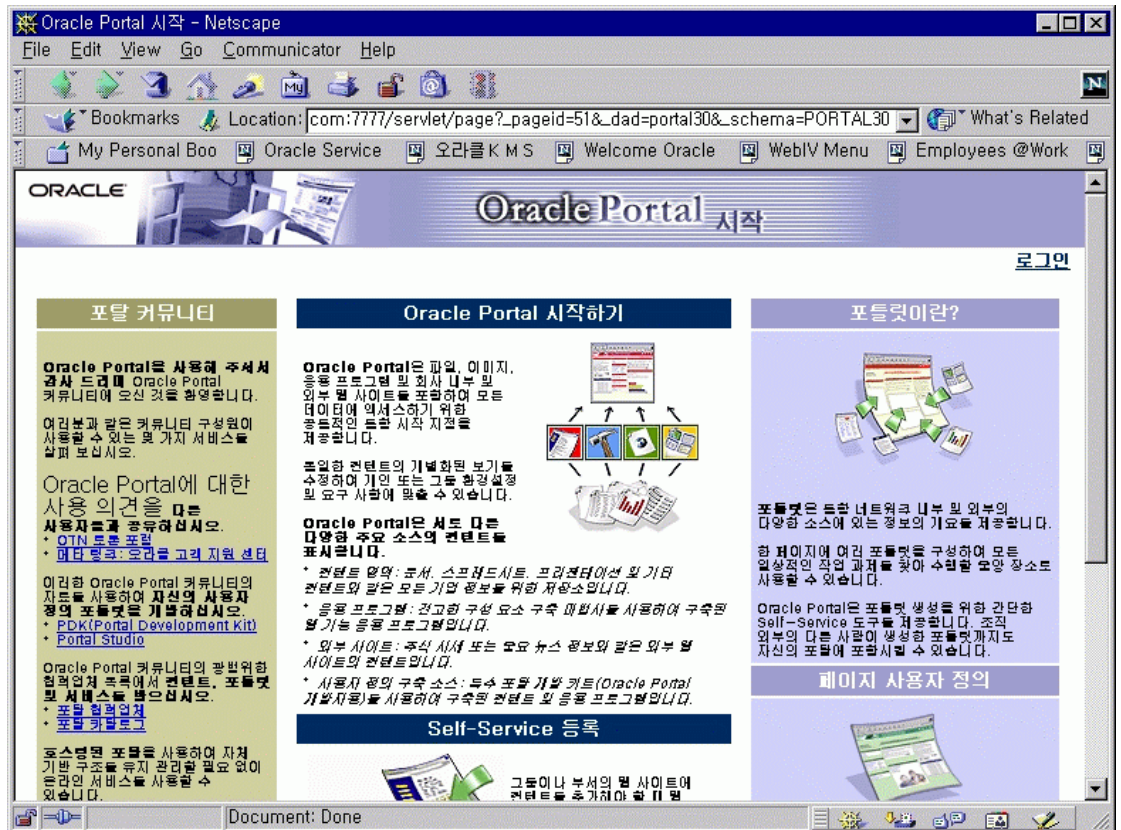 Oracle Portal 시작 - Netscape
File Edit View Go Communicator Help
My
N
Bookmarks Location: com:7777/servlet/page?_pageid=51&_dad=portal30&_schema=PORTAL30 What's Related
My Personal Boo Oracle Service 오라클 K M S Welcome Oracle WebIV Menu Employees @Work
ORACLE
Oracle Portal 시작
로그인
포탈 커뮤니티
Oracle Portal을 사용해 주셔서
감사 드리며 Oracle Portal
커뮤니티에 오신 것을 환영합니다.
여러분과 같은 커뮤니티 구성원이
사용할 수 있는 몇 가지 서비스를
살펴 보십시오.
Oracle Portal에 대한
사용 의견을 다른
사용자들과 공유하십시오.
* OTN 토론 포럼
* 메타 링크: 오라클 고객 지원 센터
이러한 Oracle Portal 커뮤니티의
자료를 사용하여 자신의 사용자
정의 포틀릿을 개발하십시오.
* PDK(Portal Development Kit)
* Portal Studio
Oracle Portal 커뮤니티의 광범위한
협력업체 목록에서 컨텐트, 포틀릿
및 서비스를 받으십시오.
* 포탈 협력업체
* 포탈 카탈로그
호스팅된 포탈을 사용하여 자체
기반 구조를 유지 관리할 필요 없이
온라인 서비스를 사용할 수
있습니다.
Oracle Portal 시작하기
Oracle Portal은 파일, 이미지,
응용 프로그램 및 회사 내부 및
외부 웹 사이트를 포함하여 모든
데이터에 액세스하기 위한
공통적인 통합 시작 지점을
제공합니다.
동일한 컨텐트의 개별화된 보기를
수정하여 개인 또는 그룹 환경설정
및 요구 사항에 맞출 수 있습니다.
Oracle Portal은 서로 다른
다양한 주요 소스의 컨텐트를
표시합니다.
* 컨텐트 영역: 문서, 스프레드시트, 프리젠테이션 및 기타
컨텐트와 같은 모든 기업 정보를 위한 저장소입니다.
* 응용 프로그램: 견고한 구성 요소 구축 마법사를 사용하여 구축된
웹 기능 응용 프로그램입니다.
* 외부 사이트: 주식 시세 또는 중요 뉴스 정보와 같은 외부 웹
사이트의 컨텐트입니다.
* 사용자 정의 구축 소스: 특수 포탈 개발 키트(Oracle Portal
개발자용)를 사용하여 구축된 컨텐트 및 응용 프로그램입니다.
Self-Service 등록
그룹이나 부서의 웹 사이트에
컨텐트를 추가해야 할 때 웹
포틀릿이란?
포틀릿은 통합 네트워크 내부 및 외부의
다양한 소스에 있는 정보의 개요를 제공합니다.
한 페이지에 여러 포틀릿을 구성하여 모든
일상적인 작업 과제를 찾아 수행할 중앙 장소로
사용할 수 있습니다.
Oracle Portal은 포틀릿 생성을 위한 간단한
Self-Service 도구를 제공합니다. 조직
외부의 다른 사람이 생성한 포틀릿까지도
자신의 포탈에 포함시킬 수 있습니다.
페이지 사용자 정의
Document: Done